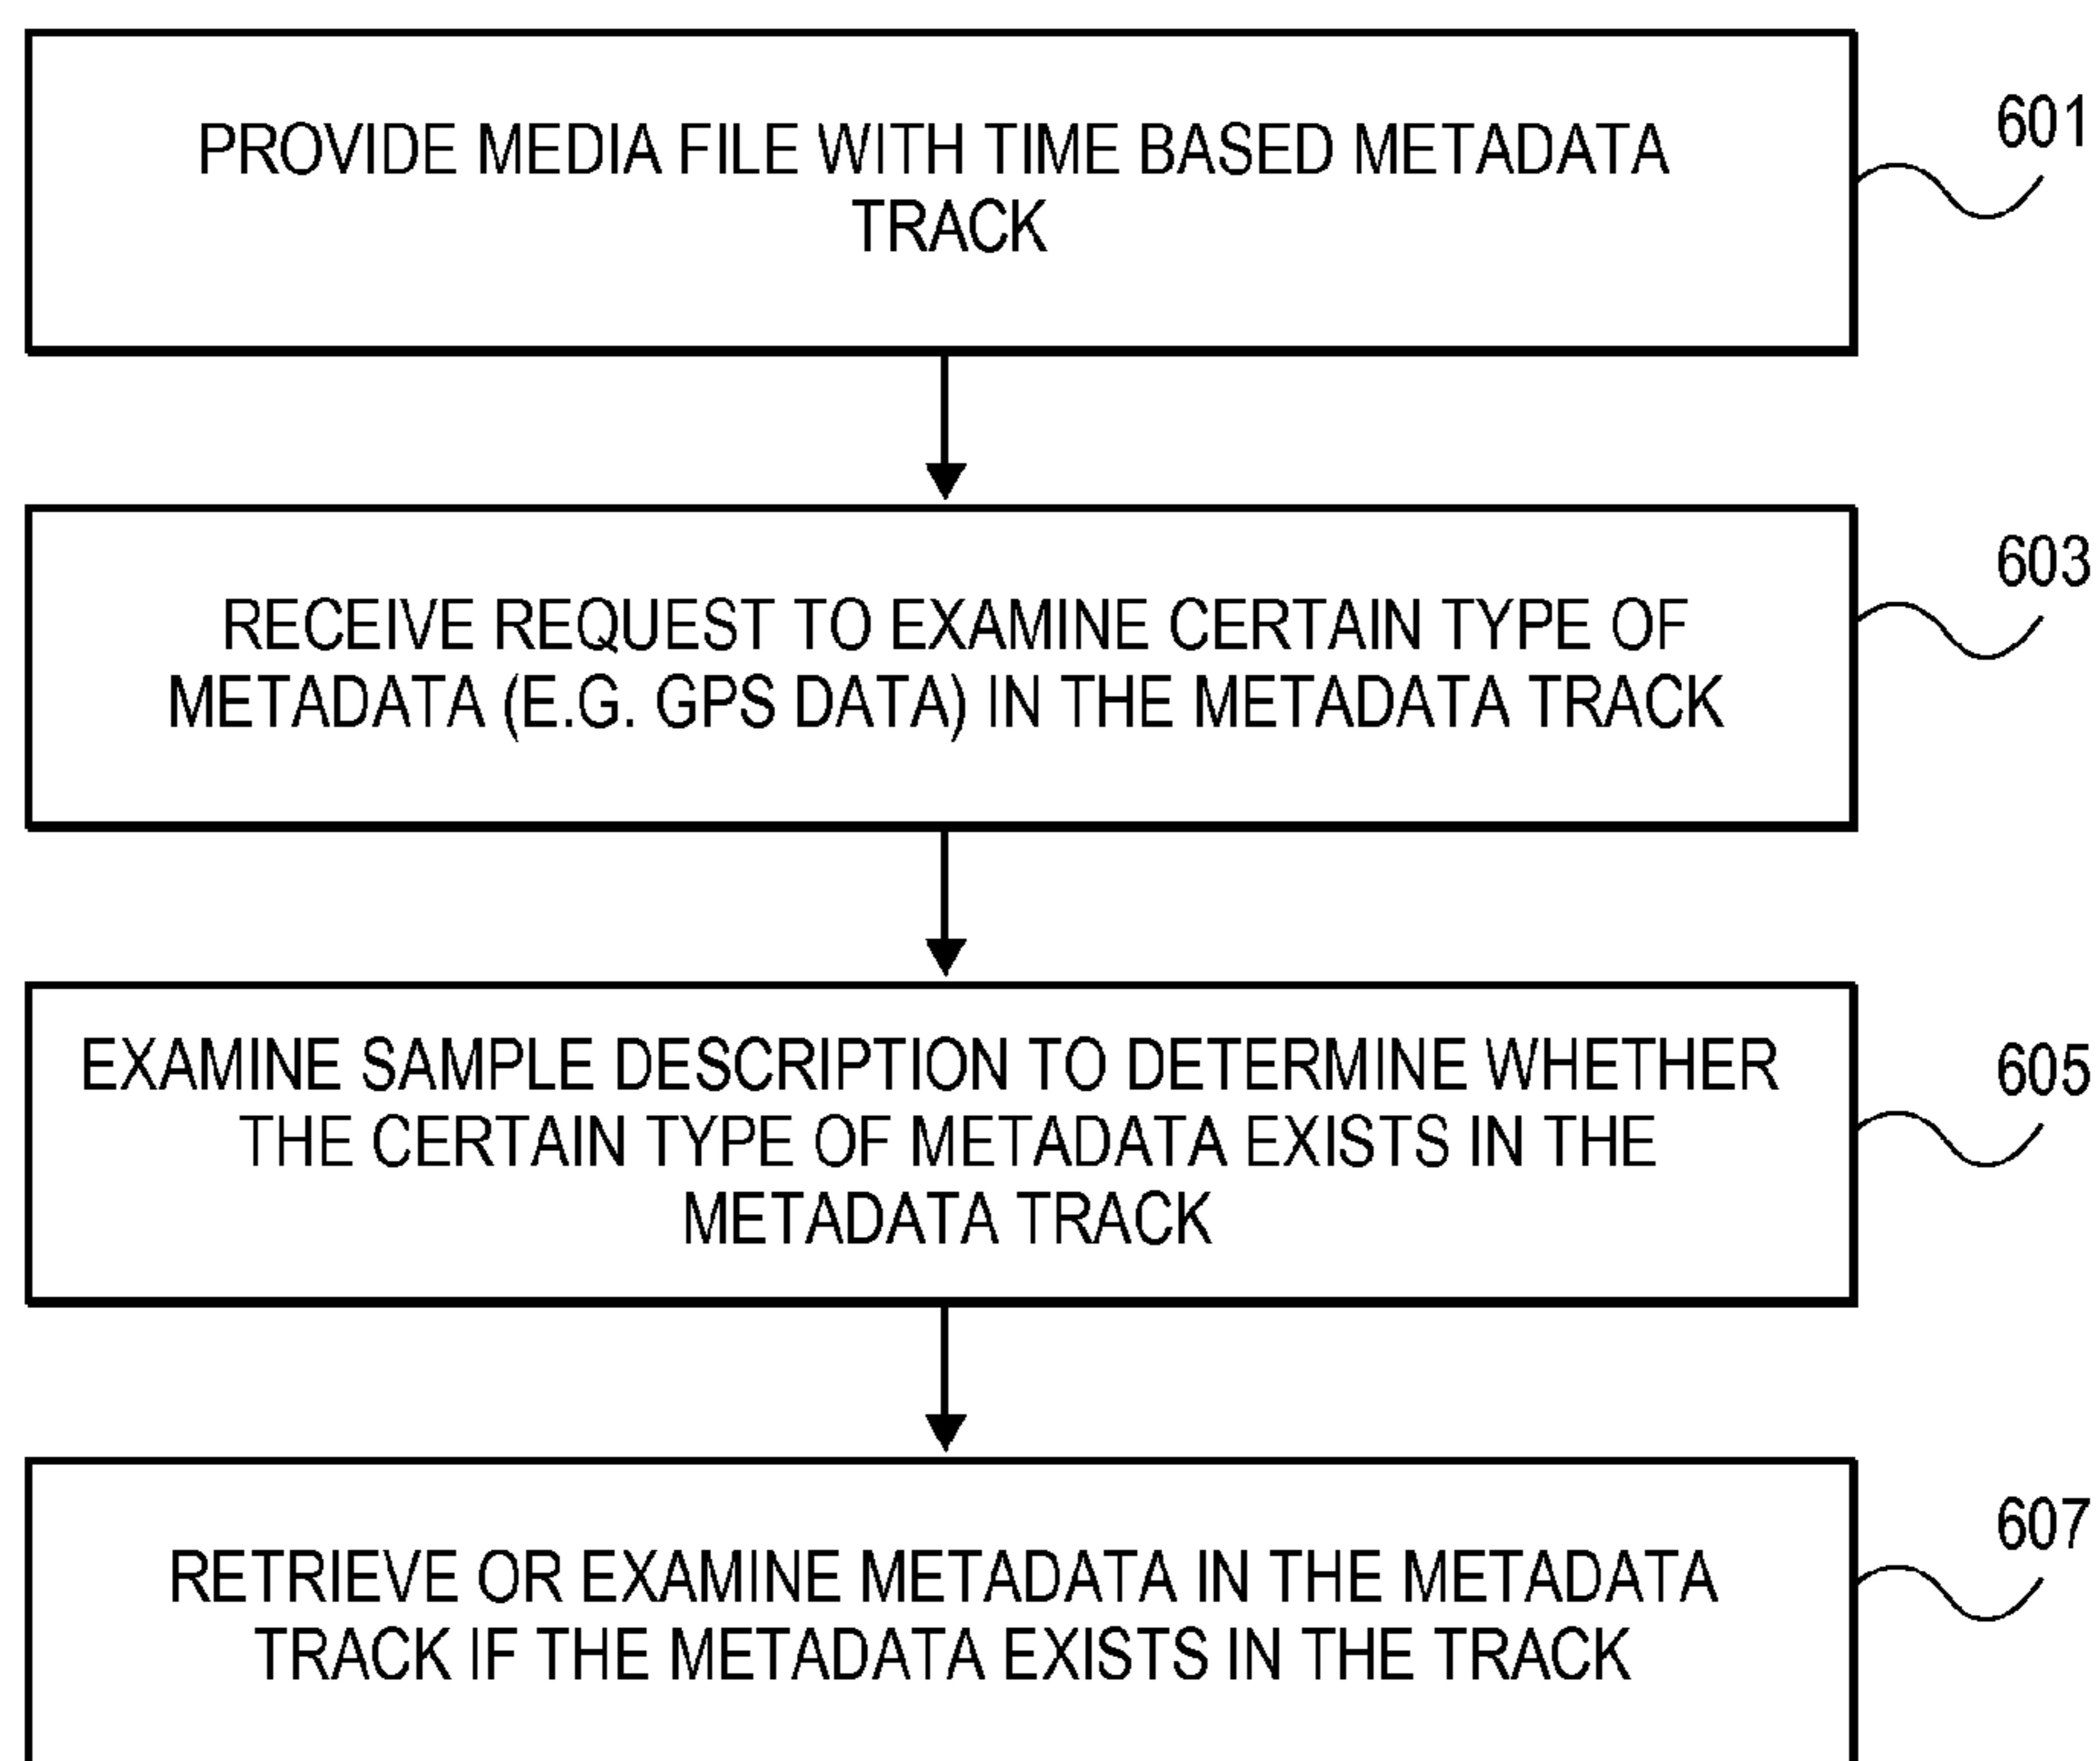 PROVIDE MEDIA FILE WITH TIME BASED METADATA
TRACK
601
RECEIVE REQUEST TO EXAMINE CERTAIN TYPE OF
METADATA (E.G. GPS DATA) IN THE METADATA TRACK
603
EXAMINE SAMPLE DESCRIPTION TO DETERMINE WHETHER
THE CERTAIN TYPE OF METADATA EXISTS IN THE
METADATA TRACK
605
RETRIEVE OR EXAMINE METADATA IN THE METADATA
TRACK IF THE METADATA EXISTS IN THE TRACK
607